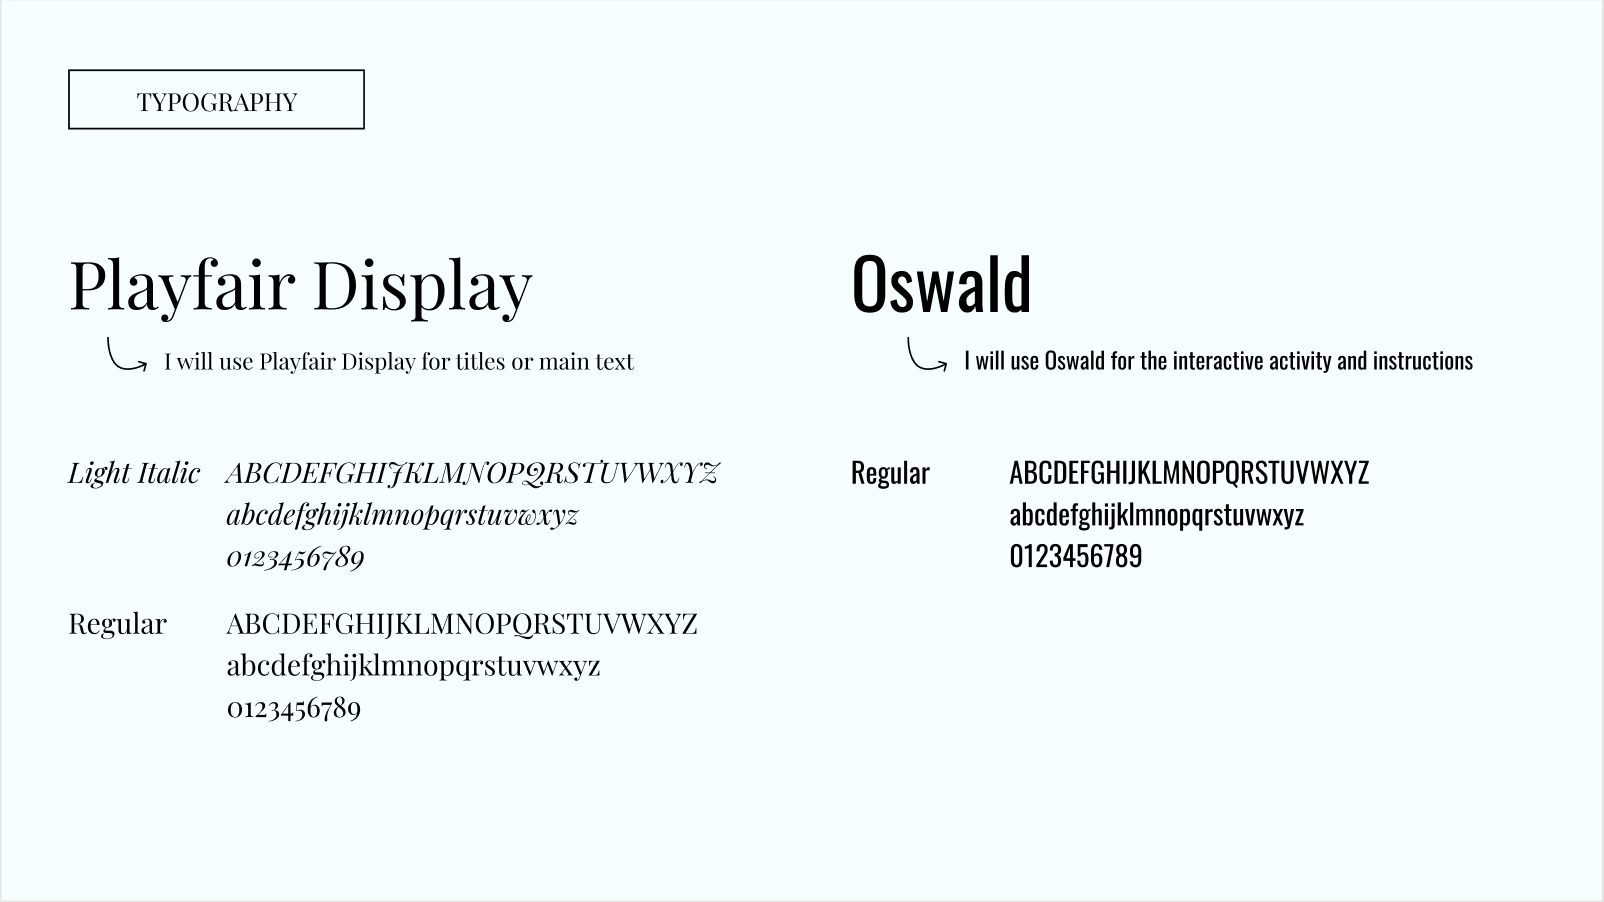 TYPOGRAPHY
Playfair Display
I will use Playfair Display for titles or main text
Light Italic
ABCDEFGHIJKLMNOPQRSTUVWXYZ
abcdefghijklmnopqrstuvwxyz
0123456789
Regular
ABCDEFGHIJKLMNOPQRSTUVWXYZ
abcdefghijklmnopqrstuvwxyz
0123456789
Oswald
I will use Oswald for the interactive activity and instructions
Regular
ABCDEFGHIJKLMNOPQRSTUVWXYZ
abcdefghijklmnopqrstuvwxyz
0123456789